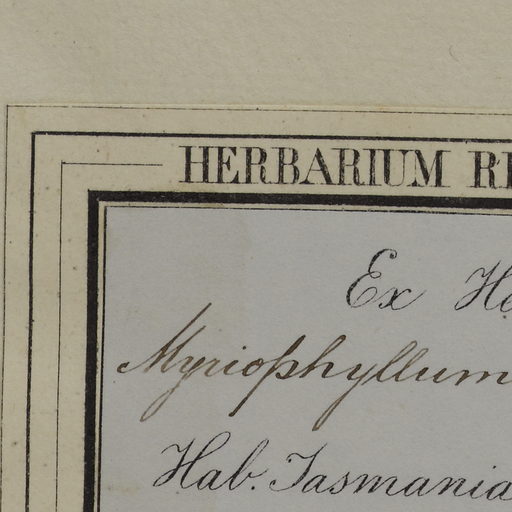 HERBARIUM
Ex
Myriophyllum
Hab. Tasmania